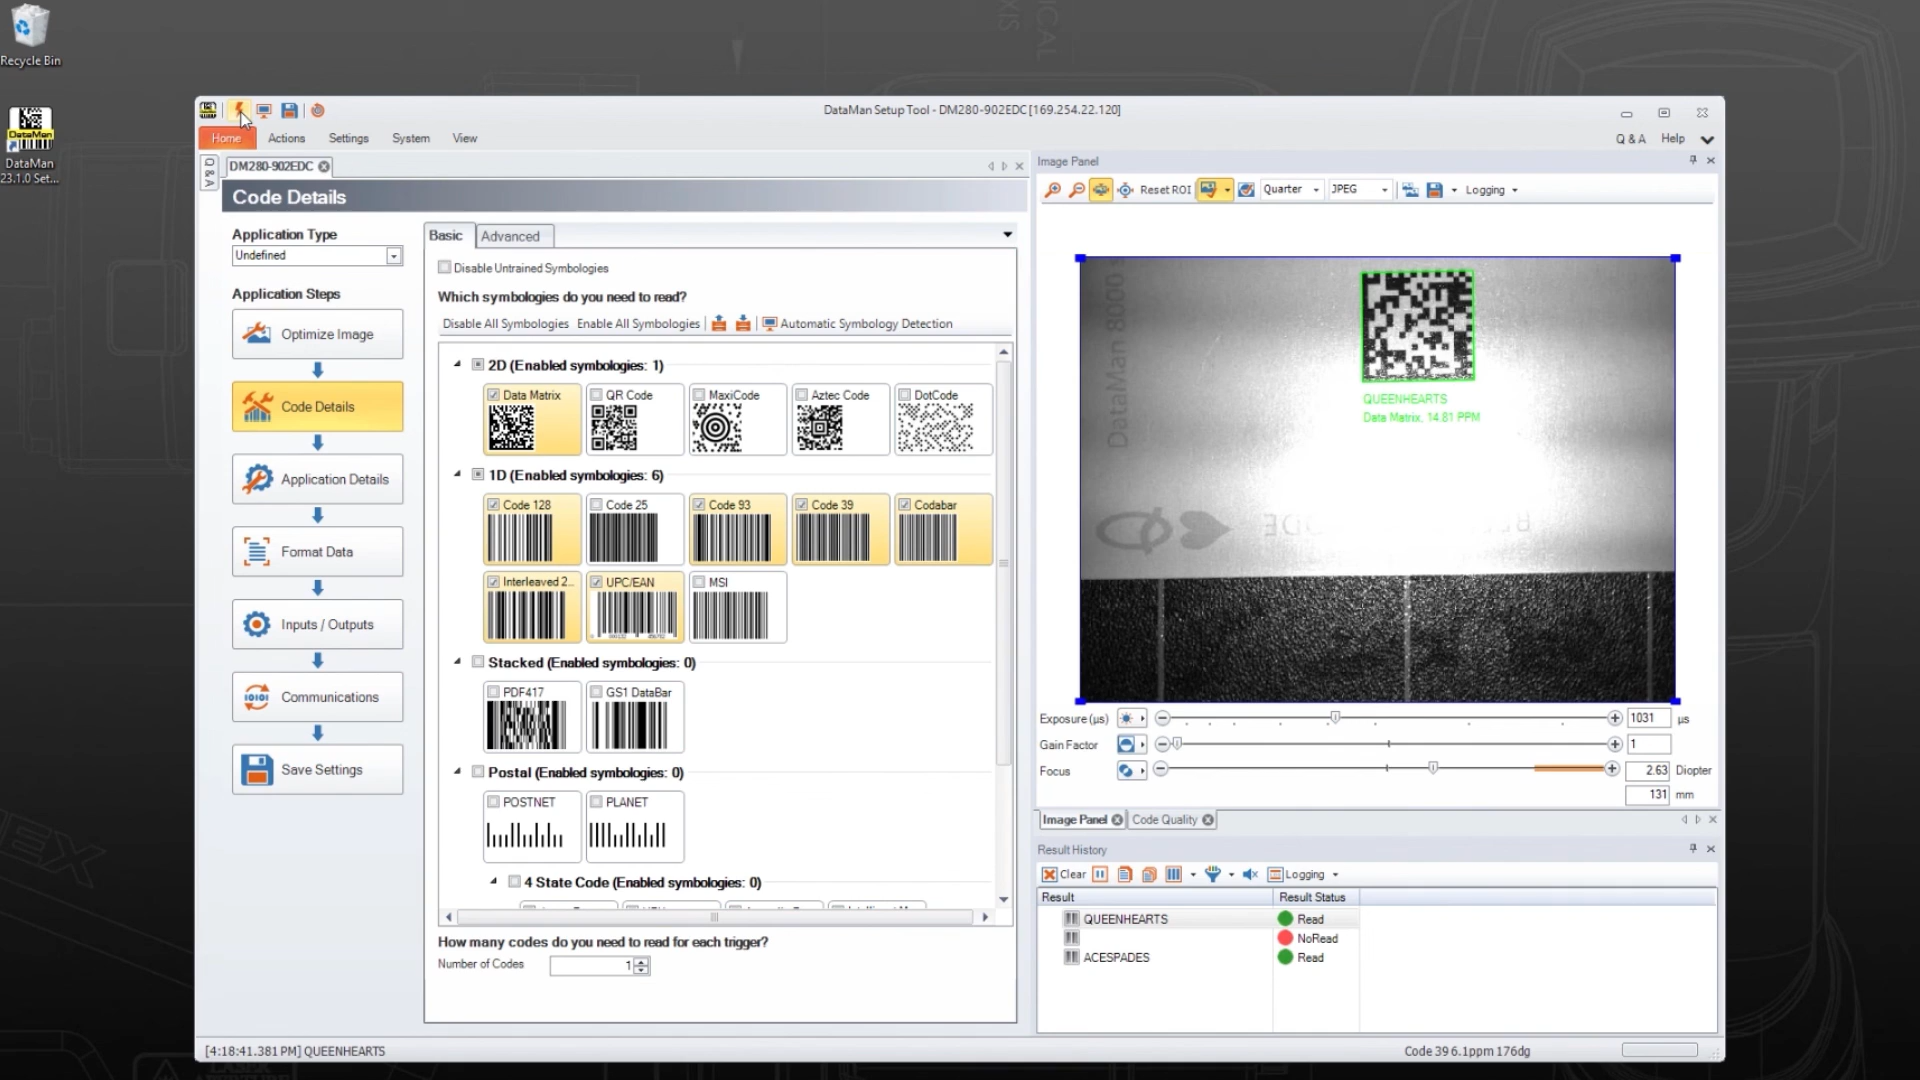 Recycle Bin
DataMan
23.1.0 Set...
DataMan Setup Tool - DM280-902EDC [169.254.22.120]
Home Actions Settings System View
Q & A Help
Q & A
DM280-902EDC
Code Details
Application Type
Undefined
Application Steps
Optimize Image
Code Details
Application Details
Format Data
Inputs / Outputs
Communications
Save Settings
Basic Advanced
Disable Untrained Symbologies
Which symbologies do you need to read?
Disable All Symbologies Enable All Symbologies Automatic Symbology Detection
2D (Enabled symbologies: 1)
Data Matrix QR Code MaxiCode Aztec Code DotCode
1D (Enabled symbologies: 6)
Code 128 Code 25 Code 93 Code 39 Codabar
Interleaved 2... UPC/EAN MSI
Stacked (Enabled symbologies: 0)
PDF417 GS1 DataBar
Postal (Enabled symbologies: 0)
POSTNET PLANET
4 State Code (Enabled symbologies: 0)
How many codes do you need to read for each trigger?
Number of Codes 1
Image Panel
Reset ROI Quarter JPEG Logging
DataMan 8000
QUEENHEARTS
Data Matrix, 14.81 PPM
Exposure (µs) 1031 µs
Gain Factor 1
Focus 2.63 Diopter
131 mm
Image Panel Code Quality
Result History
Clear Logging
Result Result Status
QUEENHEARTS Read
NoRead
ACESPADES Read
[4:18:41.381 PM] QUEENHEARTS
Code 39 6.1ppm 176dg